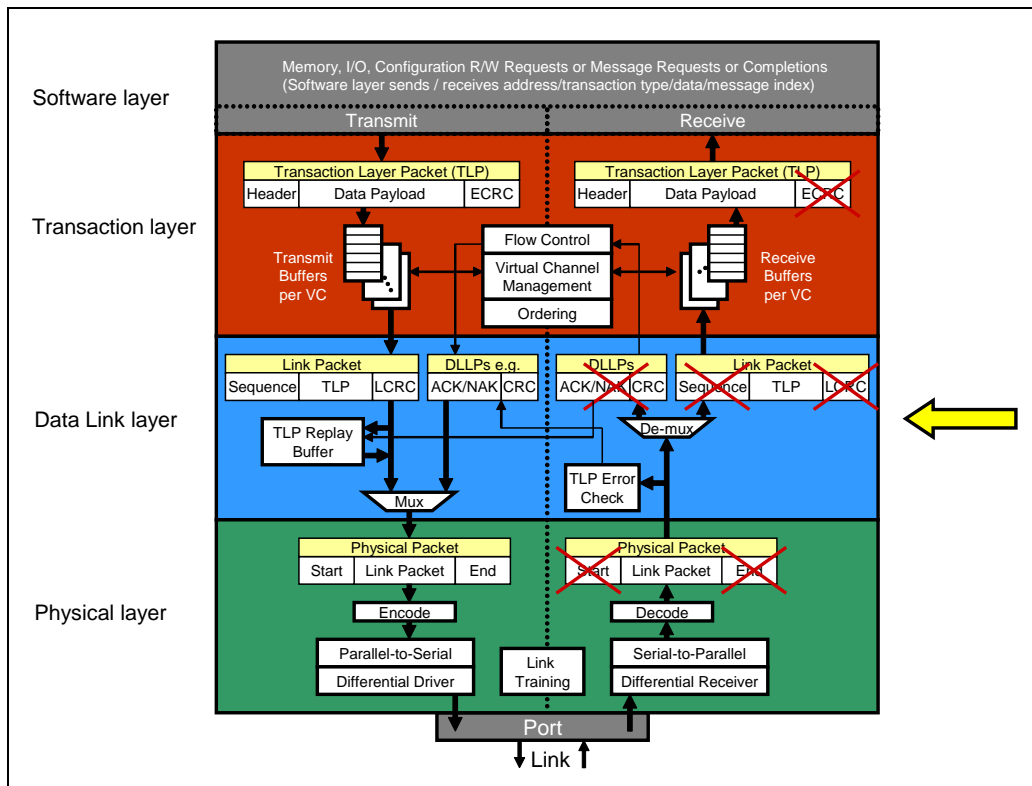 Software layer
Memory, I/O, Configuration R/W Requests or Message Requests or Completions
(Software layer sends / receives address/transaction type/data/message index)
Transmit
Receive
Transaction layer
Transaction Layer Packet (TLP)
Header Data Payload ECRC
Transaction Layer Packet (TLP)
Header Data Payload ECRC
Transmit
Buffers
per VC
Flow Control
Virtual Channel
Management
Ordering
Receive
Buffers
per VC
Data Link layer
Link Packet
Sequence TLP LCRC
DLLPs e.g.
ACK/NAK CRC
DLLPs
ACK/NAK CRC
Link Packet
Sequence TLP LCRC
TLP Replay
Buffer
De-mux
TLP Error
Check
Mux
Physical layer
Physical Packet
Start Link Packet End
Physical Packet
Start Link Packet End
Encode
Decode
Parallel-to-Serial
Differential Driver
Link
Training
Serial-to-Parallel
Differential Receiver
Port
Link